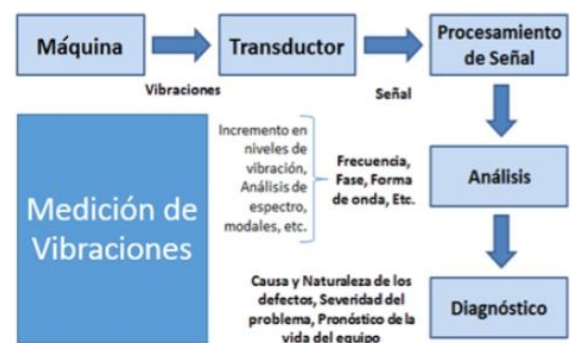 Máquina
Transductor
Procesamiento
de Señal
Vibraciones
Señal
Incremento en
niveles de
vibración,
Análisis de
espectro,
modales, etc.
Frecuencia,
Fase, Forma
de onda, Etc.
Análisis
Medición de
Vibraciones
Causa y Naturaleza de los
defectos, Severidad del
problema, Pronóstico de la
vida del equipo
Diagnóstico